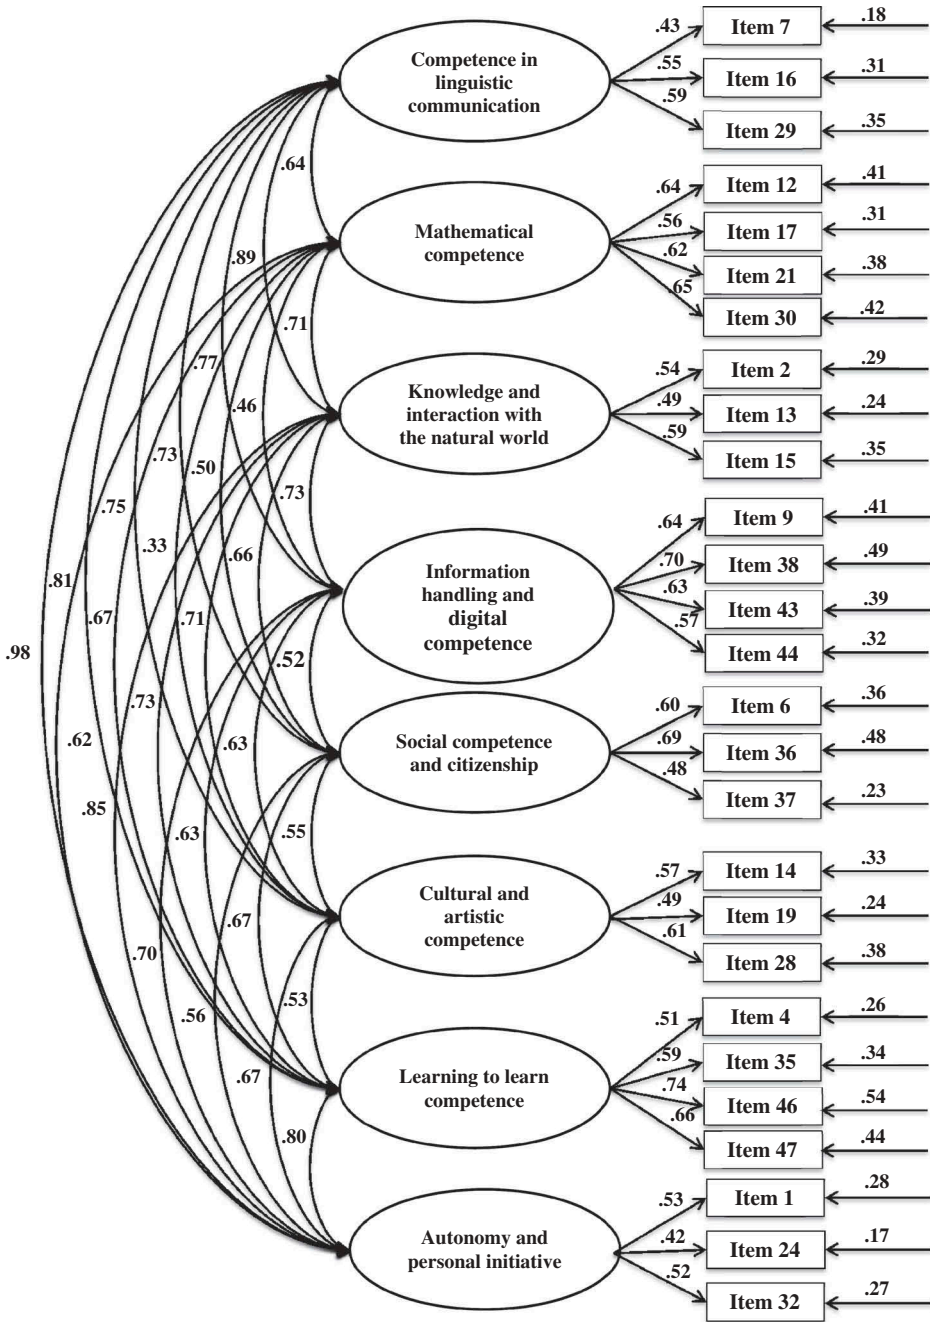 .43
Item 7
.18
Competence in
linguistic
communication
.55
Item 16
.31
.59
Item 29
.35
.64
.64
Item 12
.41
Mathematical
competence
.56
Item 17
.31
.62
Item 21
.38
.65
Item 30
.42
.89
.71
.77
.46
Knowledge and
interaction with
the natural world
.54
Item 2
.29
.49
Item 13
.24
.59
Item 15
.35
.73
.50
.73
.75
.33
.66
.81
.67
.71
.98
Information
handling and
digital
competence
.64
Item 9
.41
.70
Item 38
.49
.63
Item 43
.39
.57
Item 44
.32
.52
.73
.62
.63
Social competence
and citizenship
.60
Item 6
.36
.69
Item 36
.48
.48
Item 37
.23
.85
.63
.55
Cultural and
artistic
competence
.57
Item 14
.33
.49
Item 19
.24
.61
Item 28
.38
.67
.70
.53
.56
.67
Learning to learn
competence
.51
Item 4
.26
.59
Item 35
.34
.74
Item 46
.54
.66
Item 47
.44
.80
Autonomy and
personal initiative
.53
Item 1
.28
.42
Item 24
.17
.52
Item 32
.27